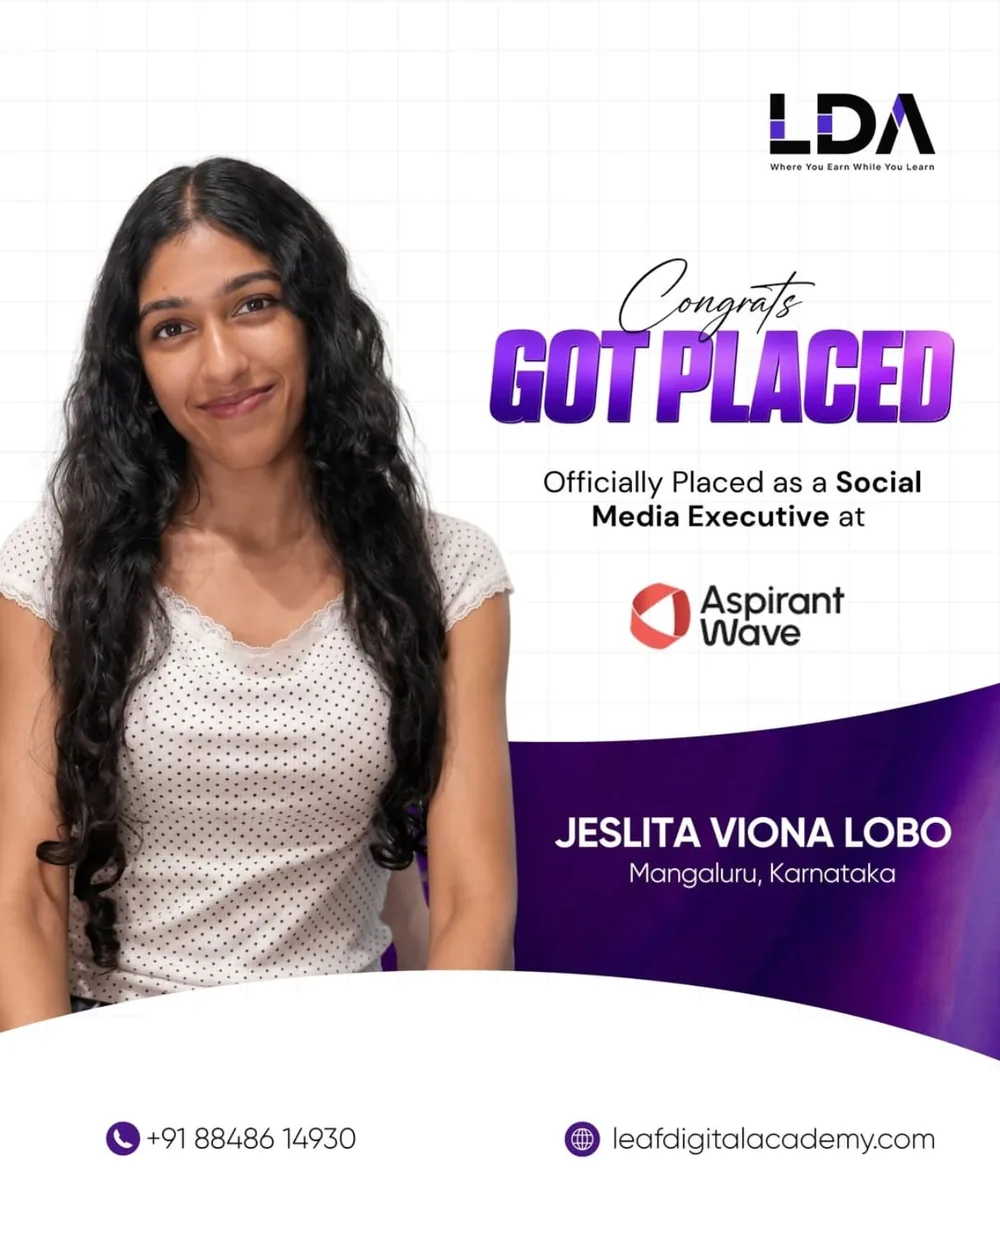 LDA
Where You Earn While You Learn
Congrats
GOT PLACED
Officially Placed as a Social
Media Executive at
Aspirant
Wave
JESLITA VIONA LOBO
Mangaluru, Karnataka
+91 88486 14930
leafdigitalacademy.com